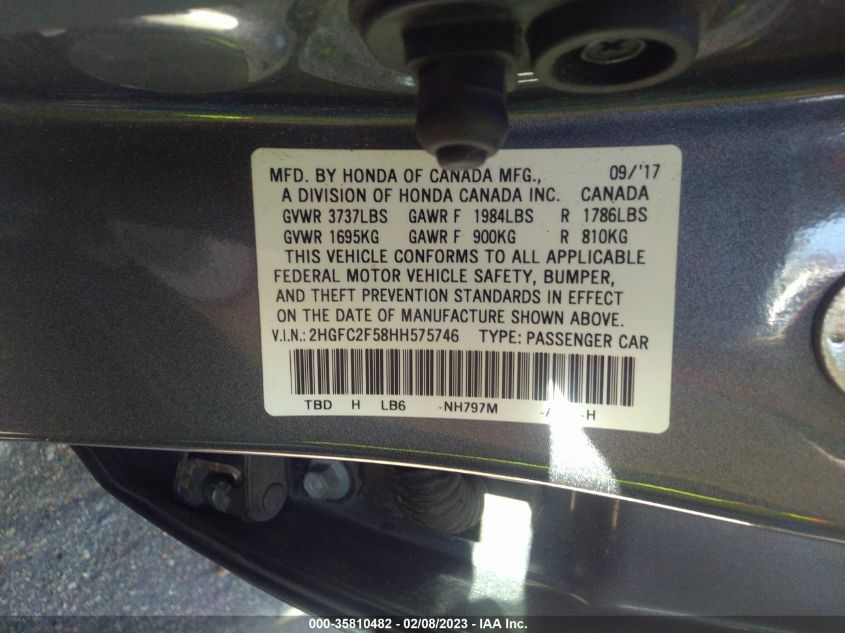 MFD. BY HONDA OF CANADA MFG., 09/'17
A DIVISION OF HONDA CANADA INC. CANADA
GVWR 3737LBS GAWR F 1984LBS R 1786LBS
GVWR 1695KG GAWR F 900KG R 810KG
THIS VEHICLE CONFORMS TO ALL APPLICABLE
FEDERAL MOTOR VEHICLE SAFETY, BUMPER,
AND THEFT PREVENTION STANDARDS IN EFFECT
ON THE DATE OF MANUFACTURE SHOWN ABOVE.
V.I.N.: 2HGFC2F58HH575746 TYPE: PASSENGER CAR
TBD H LB6 -NH797M -H
000-35810482 - 02/08/2023 - IAA Inc.